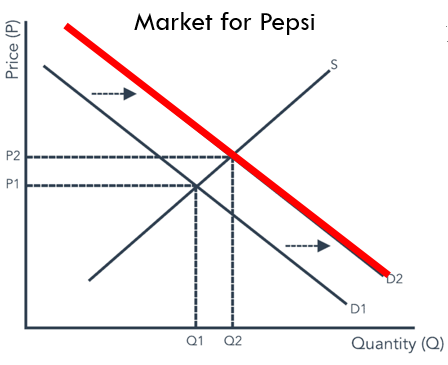 Market for Pepsi
Price (P)
S
P2
P1
D2
D1
Q1 Q2
Quantity (Q)